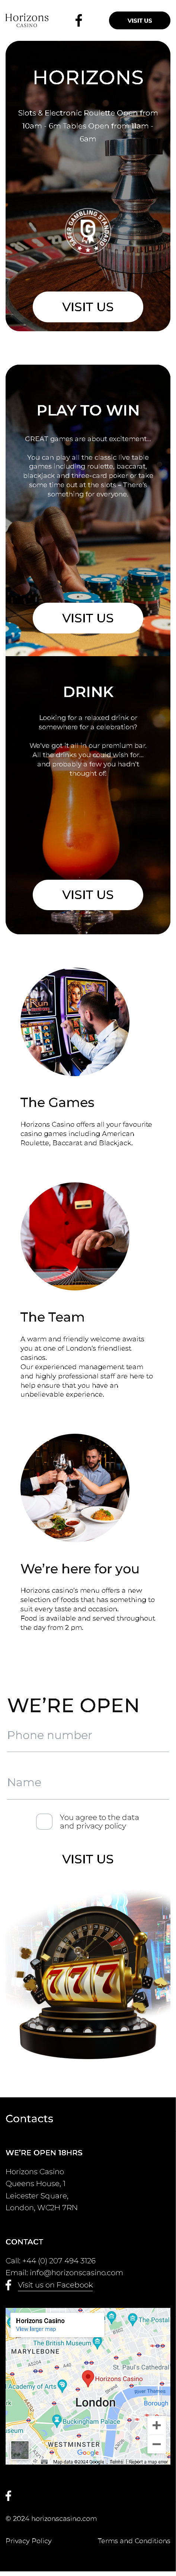 Horizons
CASINO
VISIT US
HORIZONS
Slots & Electronic Roulette Open from
10am - 6m Tables Open from 11am -
6am
SAFER GAMBLING STANDARD
G
VISIT US
PLAY TO WIN
GREAT games are about excitement...
You can play all the classic live table
games including roulette, baccarat,
blackjack and three-card poker or take
some time out at the slots – There's
something for everyone.
VISIT US
DRINK
Looking for a relaxed drink or
somewhere for a celebration?
We've got it all in our premium bar.
All the drinks you could wish for...
and probably a few you hadn't
thought of!
VISIT US
The Games
Horizons Casino offers all your favourite
casino games including American
Roulette, Baccarat and Blackjack.
The Team
A warm and friendly welcome awaits
you at one of London's friendliest
casinos.
Our experienced management team
and highly professional staff are here to
help ensure that you have an
unbelievable experience.
We're here for you
Horizons casino's menu offers a new
selection of foods that has something to
suit every taste and occasion.
Food is available and served throughout
the day from 2 pm.
WE'RE OPEN
Phone number
Name
You agree to the data
and privacy policy
VISIT US
777
Contacts
WE'RE OPEN 18HRS
Horizons Casino
Queens House, 1
Leicester Square,
London, WC2H 7RN
CONTACT
Call: +44 (0) 207 494 3126
Email: info@horizonscasino.com
Visit us on Facebook
Horizons Casino
View larger map
The Postal
The British Museum
MARYLEBONE
St. Paul's Cathedral
Horizons Casino
Academy of Arts
River Thames
London
Borough
Buckingham Palace
useum
WESTMINSTER
Google
Map data ©2024 Google Terms Report a map error
© 2024 horizonscasino.com
Privacy Policy Terms and Conditions